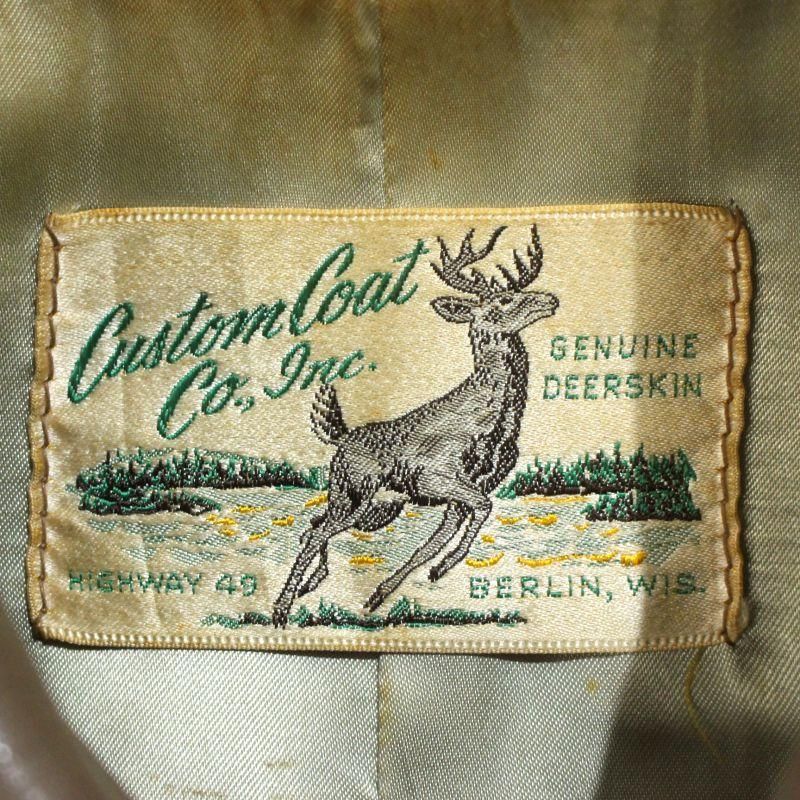 Custom Coat
Co., Inc.
GENUINE
DEERSKIN
HIGHWAY 49
BERLIN, WIS.